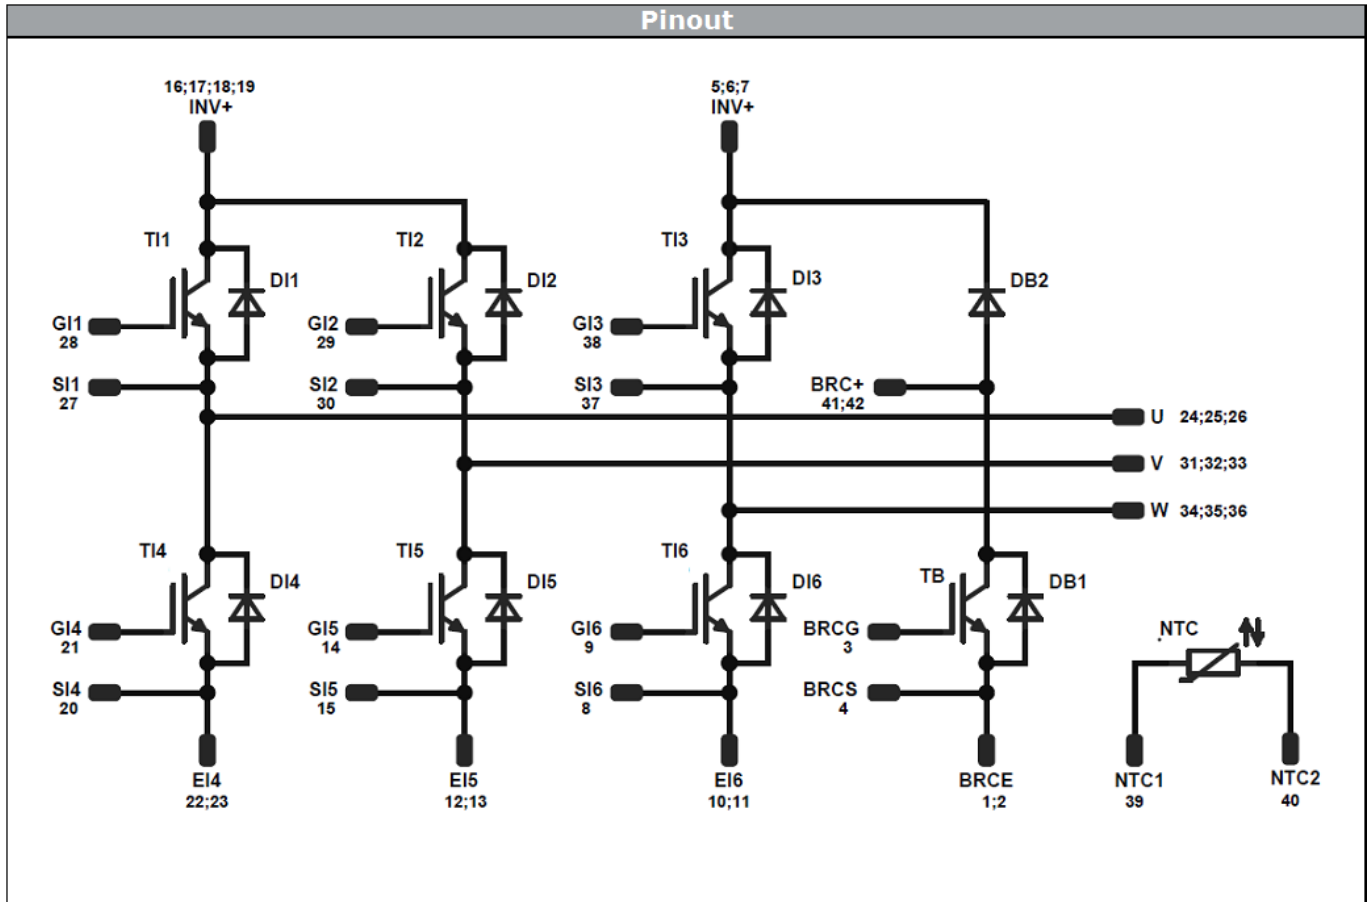 Pinout
16;17;18;19
INV+
5;6;7
INV+
TI1
DI1
GI1
28
SI1
27
TI2
DI2
GI2
29
SI2
30
TI3
DI3
GI3
38
SI3
37
DB2
BRC+
41;42
U 24;25;26
V 31;32;33
W 34;35;36
TI4
DI4
GI4
21
SI4
20
EI4
22;23
TI5
DI5
GI5
14
SI5
15
EI5
12;13
TI6
DI6
GI6
9
SI6
8
EI6
10;11
TB
DB1
BRCG
3
BRCS
4
BRCE
1;2
NTC
NTC1
39
NTC2
40